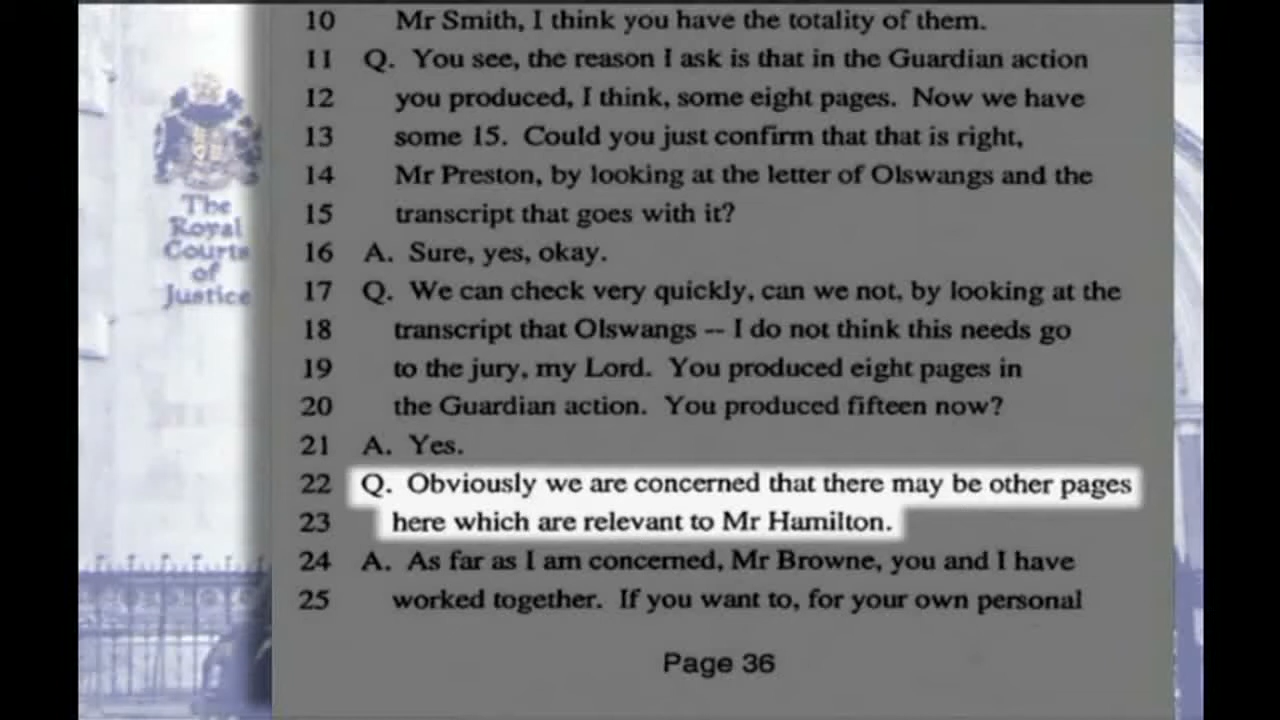 The
Royal
Courts
of
Justice
10 Mr Smith, I think you have the totality of them.
11 Q. You see, the reason I ask is that in the Guardian action
12 you produced, I think, some eight pages. Now we have
13 some 15. Could you just confirm that that is right,
14 Mr Preston, by looking at the letter of Olswangs and the
15 transcript that goes with it?
16 A. Sure, yes, okay.
17 Q. We can check very quickly, can we not, by looking at the
18 transcript that Olswangs -- I do not think this needs go
19 to the jury, my Lord. You produced eight pages in
20 the Guardian action. You produced fifteen now?
21 A. Yes.
22 Q. Obviously we are concerned that there may be other pages
23 here which are relevant to Mr Hamilton.
24 A. As far as I am concerned, Mr Browne, you and I have
25 worked together. If you want to, for your own personal
Page 36